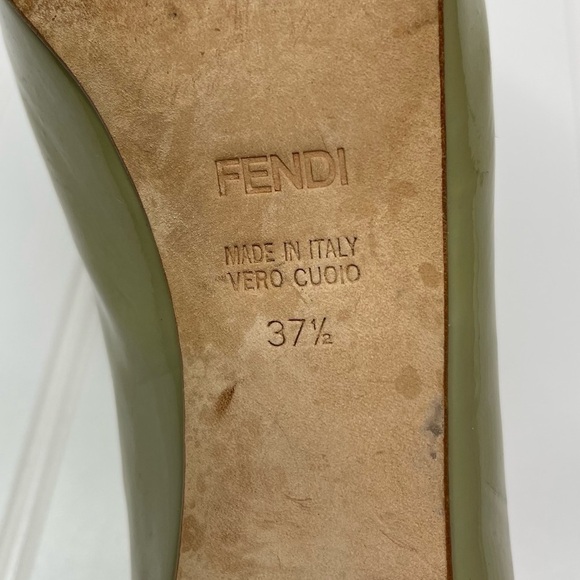 FENDI
MADE IN ITALY
VERO CUOIO
37½